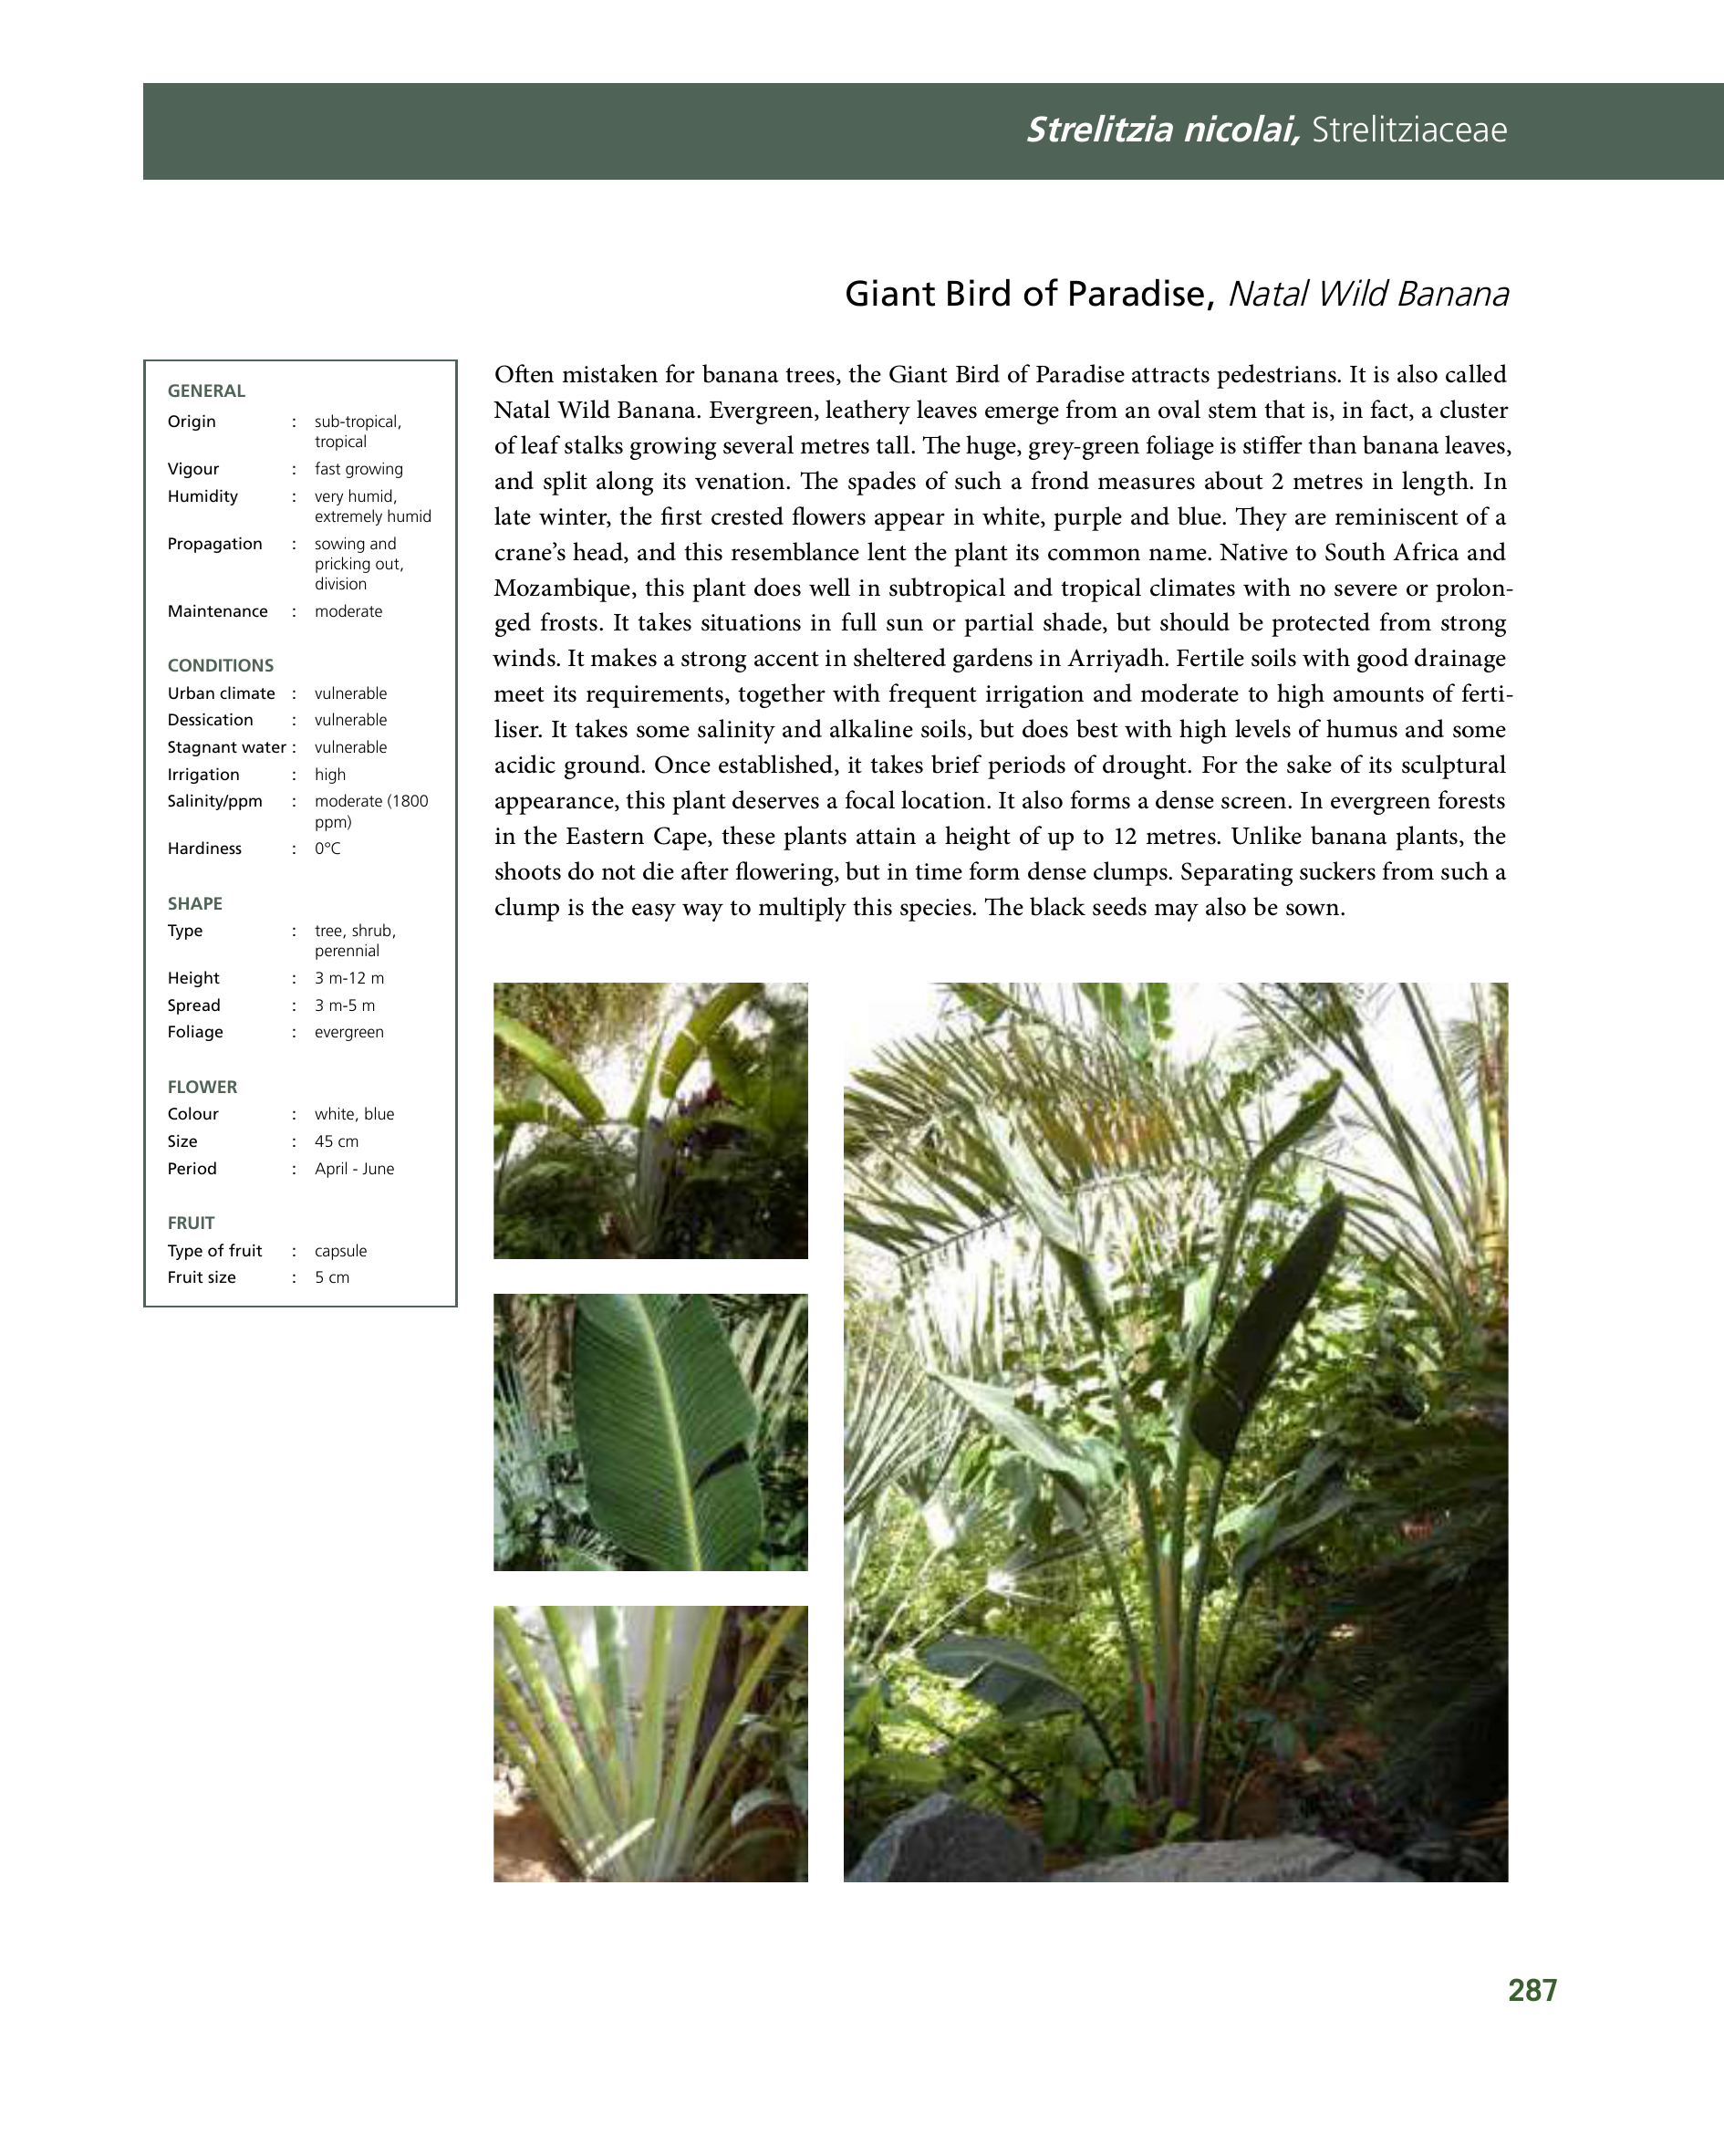 Strelitzia nicolai, Strelitziaceae
Giant Bird of Paradise, Natal Wild Banana
GENERAL
Origin : sub-tropical,
tropical
Vigour : fast growing
Humidity : very humid,
extremely humid
Propagation : sowing and
pricking out,
division
Maintenance : moderate
CONDITIONS
Urban climate : vulnerable
Dessication : vulnerable
Stagnant water : vulnerable
Irrigation : high
Salinity/ppm : moderate (1800
ppm)
Hardiness : 0°C
SHAPE
Type : tree, shrub,
perennial
Height : 3 m-12 m
Spread : 3 m-5 m
Foliage : evergreen
FLOWER
Colour : white, blue
Size : 45 cm
Period : April - June
FRUIT
Type of fruit : capsule
Fruit size : 5 cm
Often mistaken for banana trees, the Giant Bird of Paradise attracts pedestrians. It is also called
Natal Wild Banana. Evergreen, leathery leaves emerge from an oval stem that is, in fact, a cluster
of leaf stalks growing several metres tall. The huge, grey-green foliage is stiffer than banana leaves,
and split along its venation. The spades of such a frond measures about 2 metres in length. In
late winter, the first crested flowers appear in white, purple and blue. They are reminiscent of a
crane's head, and this resemblance lent the plant its common name. Native to South Africa and
Mozambique, this plant does well in subtropical and tropical climates with no severe or prolon-
ged frosts. It takes situations in full sun or partial shade, but should be protected from strong
winds. It makes a strong accent in sheltered gardens in Arriyadh. Fertile soils with good drainage
meet its requirements, together with frequent irrigation and moderate to high amounts of ferti-
liser. It takes some salinity and alkaline soils, but does best with high levels of humus and some
acidic ground. Once established, it takes brief periods of drought. For the sake of its sculptural
appearance, this plant deserves a focal location. It also forms a dense screen. In evergreen forests
in the Eastern Cape, these plants attain a height of up to 12 metres. Unlike banana plants, the
shoots do not die after flowering, but in time form dense clumps. Separating suckers from such a
clump is the easy way to multiply this species. The black seeds may also be sown.
287